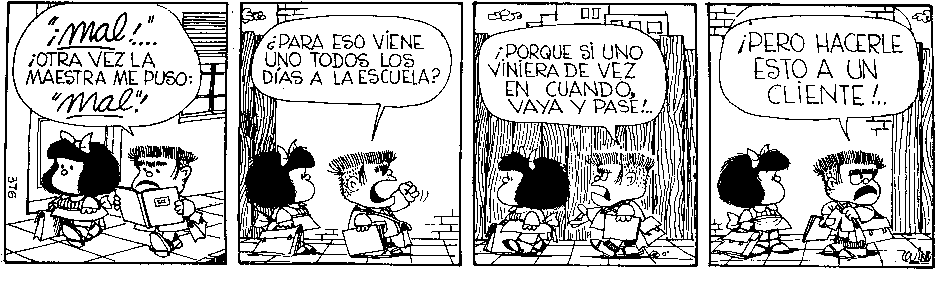 "¡mal!...
¡OTRA VEZ LA
MAESTRA ME PUSO:
"mal"!
376
¿PARA ESO VIENE
UNO TODOS LOS
DÍAS A LA ESCUELA?
¡PORQUE SI UNO
VINIERA DE VEZ
EN CUANDO,
VAYA Y PASE!..
¡PERO HACERLE
ESTO A UN
CLIENTE!..